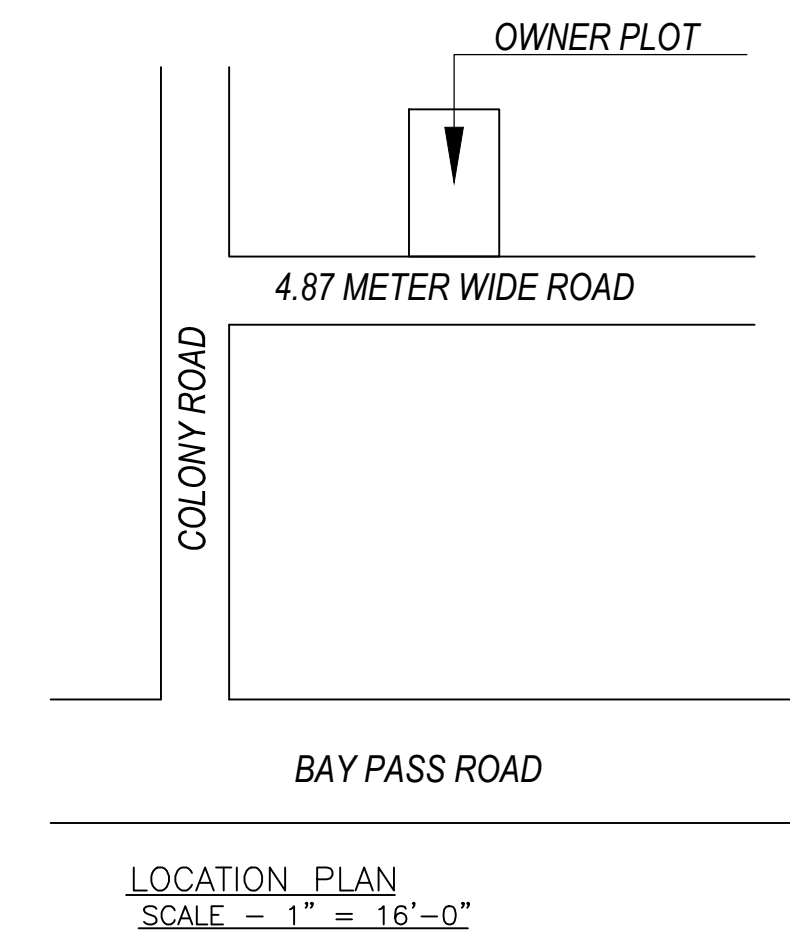 OWNER PLOT
4.87 METER WIDE ROAD
COLONY ROAD
BAY PASS ROAD
LOCATION PLAN
SCALE – 1" = 16'–0"